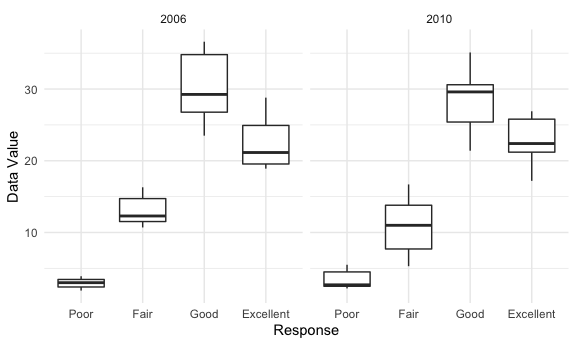 2006 2010
Data Value
30
20
10
Poor Fair Good Excellent Poor Fair Good Excellent
Response